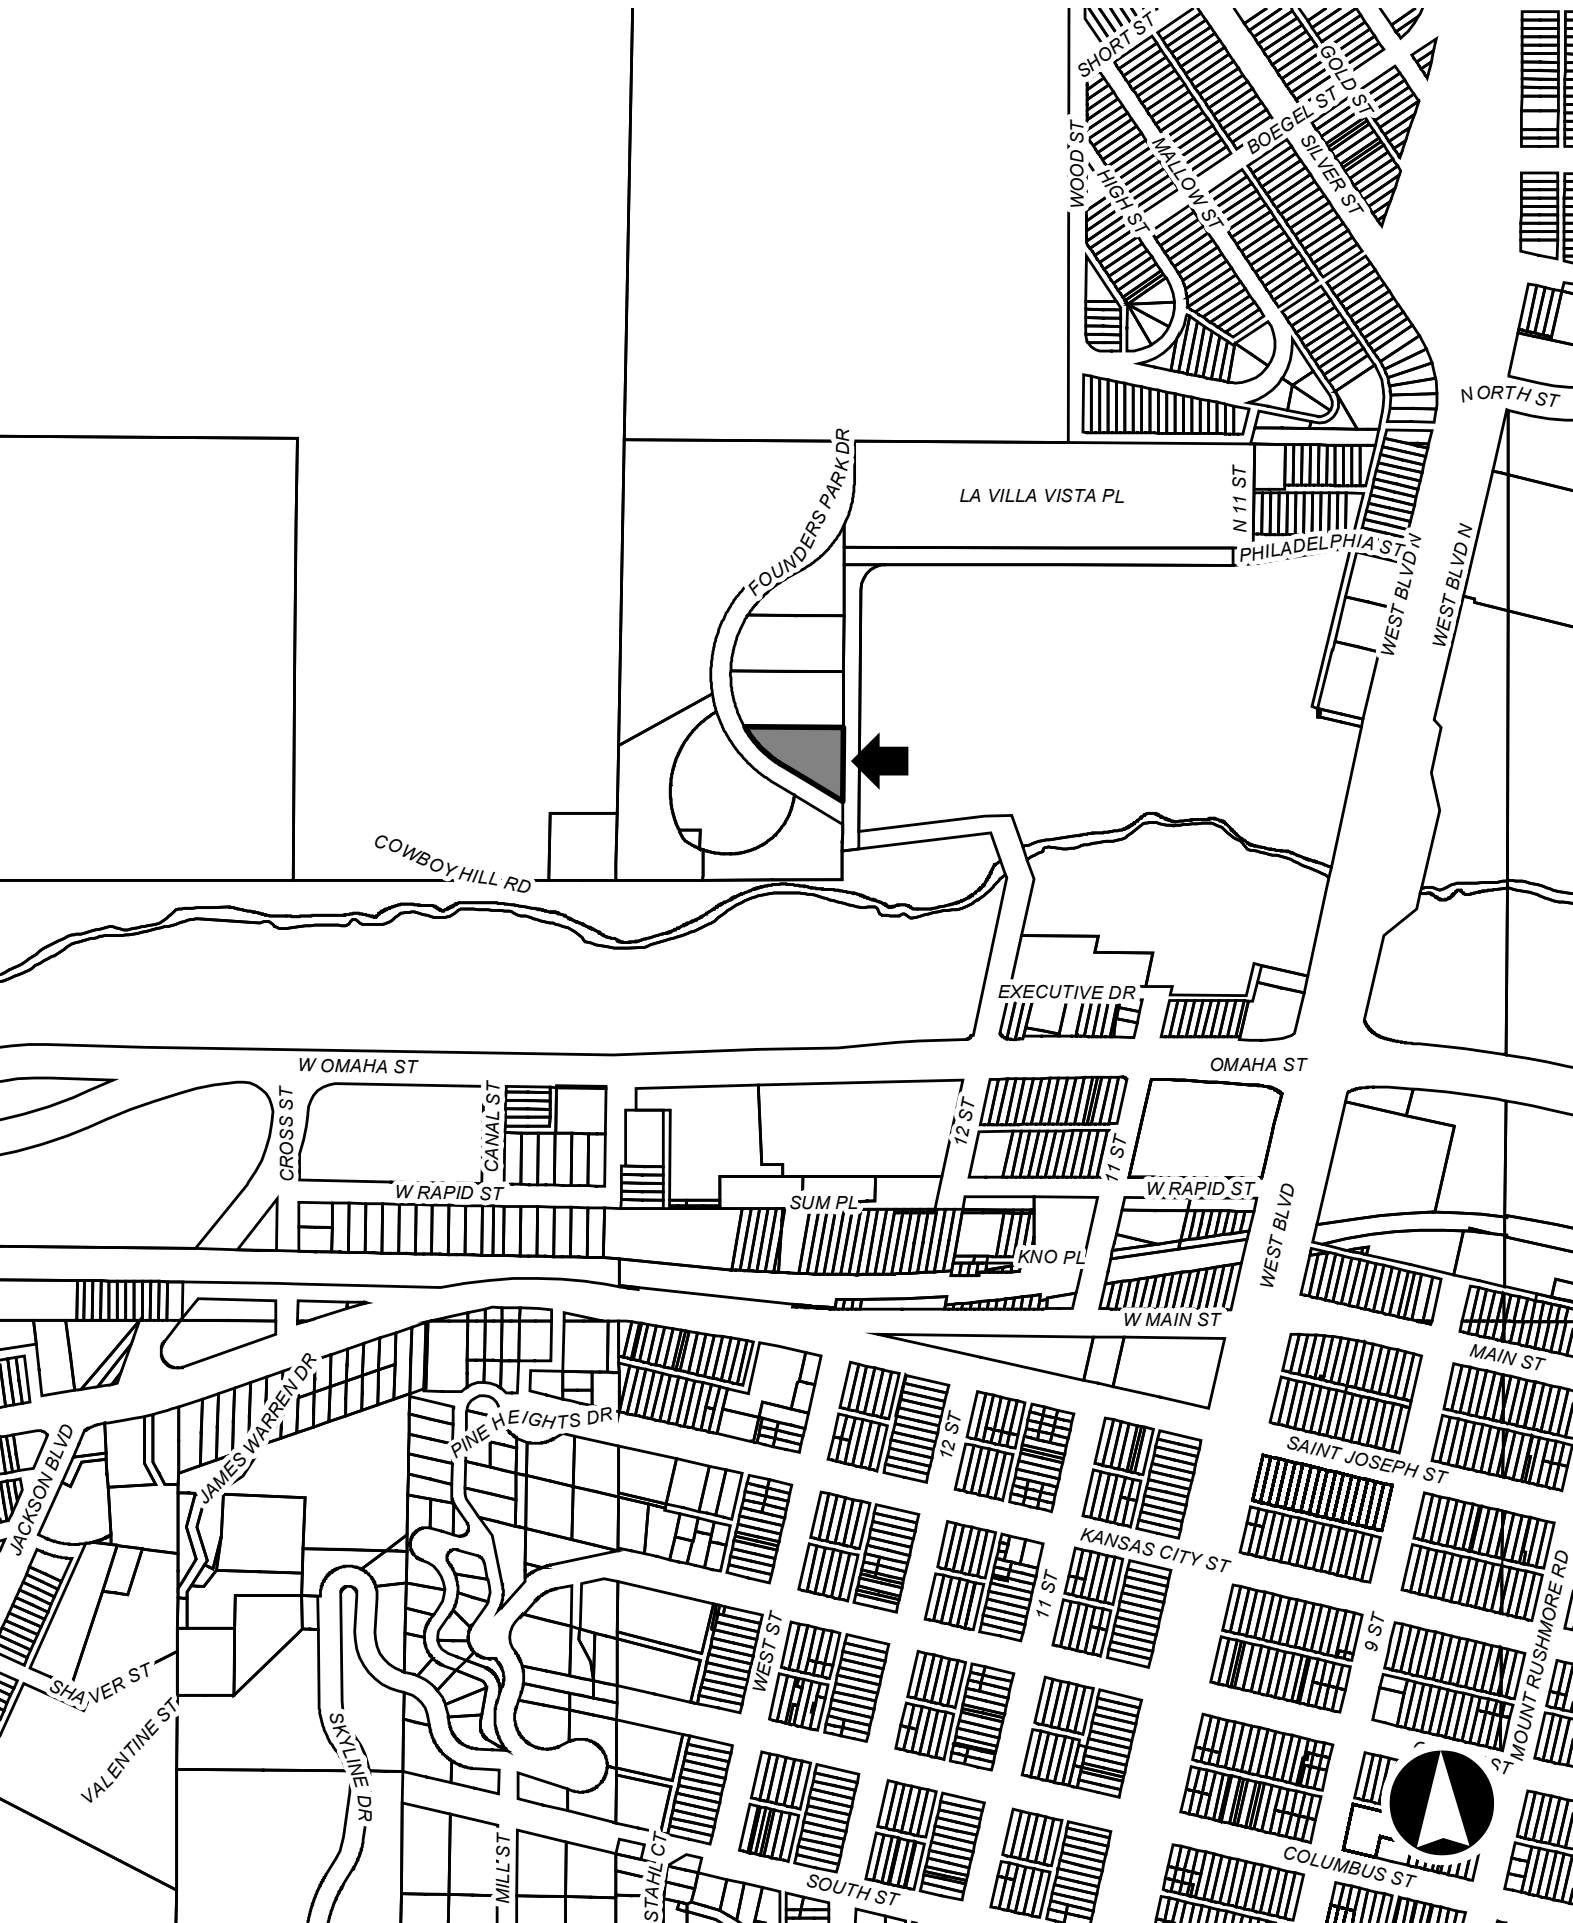 SHORT ST
GOLD ST
BOEGEL ST
WOOD ST
MALLOW ST
SILVER ST
HIGH ST
NORTH ST
FOUNDERS PARK DR
LA VILLA VISTA PL
N 11 ST
PHILADELPHIA ST
WEST BLVD N
WEST BLVD N
COWBOY HILL RD
EXECUTIVE DR
W OMAHA ST
OMAHA ST
CROSS ST
CANAL ST
12 ST
11 ST
W RAPID ST
W RAPID ST
SUM PL
WEST BLVD
KNO PL
W MAIN ST
MAIN ST
JAMES WARREN DR
PINE HEIGHTS DR
12 ST
JACKSON BLVD
SAINT JOSEPH ST
KANSAS CITY ST
11 ST
WEST ST
9 ST
MOUNT RUSHMORE RD
SHAVER ST
VALENTINE ST
SKYLINE DR
ST
MILL ST
STAHL CT
SOUTH ST
COLUMBUS ST